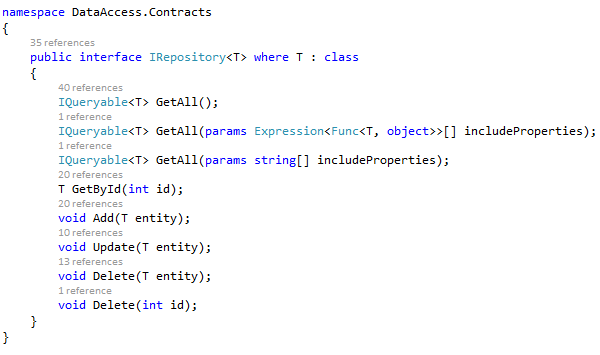 namespace DataAccess.Contracts
{
35 references
public interface IRepository<T> where T : class
{
40 references
IQueryable<T> GetAll();
1 reference
IQueryable<T> GetAll(params Expression<Func<T, object>>[] includeProperties);
1 reference
IQueryable<T> GetAll(params string[] includeProperties);
20 references
T GetById(int id);
20 references
void Add(T entity);
10 references
void Update(T entity);
13 references
void Delete(T entity);
1 reference
void Delete(int id);
}
}